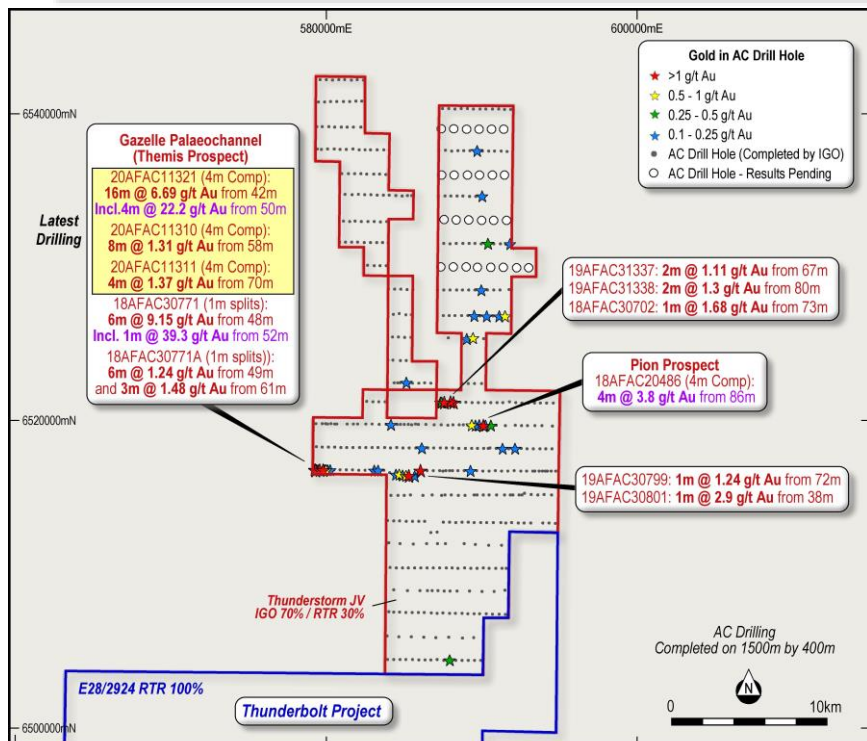 580000mE
600000mE
6540000mN
6520000mN
6500000mN
Gold in AC Drill Hole
>1 g/t Au
0.5 - 1 g/t Au
0.25 - 0.5 g/t Au
0.1 - 0.25 g/t Au
AC Drill Hole (Completed by IGO)
AC Drill Hole - Results Pending
Latest
Drilling
Gazelle Palaeochannel
(Themis Prospect)
20AFAC11321 (4m Comp):
16m @ 6.69 g/t Au from 42m
Incl.4m @ 22.2 g/t Au from 50m
20AFAC11310 (4m Comp):
8m @ 1.31 g/t Au from 58m
20AFAC11311 (4m Comp):
4m @ 1.37 g/t Au from 70m
18AFAC30771 (1m splits):
6m @ 9.15 g/t Au from 48m
Incl. 1m @ 39.3 g/t Au from 52m
18AFAC30771A (1m splits)):
6m @ 1.24 g/t Au from 49m
and 3m @ 1.48 g/t Au from 61m
19AFAC31337: 2m @ 1.11 g/t Au from 67m
19AFAC31338: 2m @ 1.3 g/t Au from 80m
18AFAC30702: 1m @ 1.68 g/t Au from 73m
Pion Prospect
18AFAC20486 (4m Comp):
4m @ 3.8 g/t Au from 86m
19AFAC30799: 1m @ 1.24 g/t Au from 72m
19AFAC30801: 1m @ 2.9 g/t Au from 38m
Thunderstorm JV
IGO 70% / RTR 30%
E28/2924 RTR 100%
Thunderbolt Project
AC Drilling
Completed on 1500m by 400m
N
0
10km